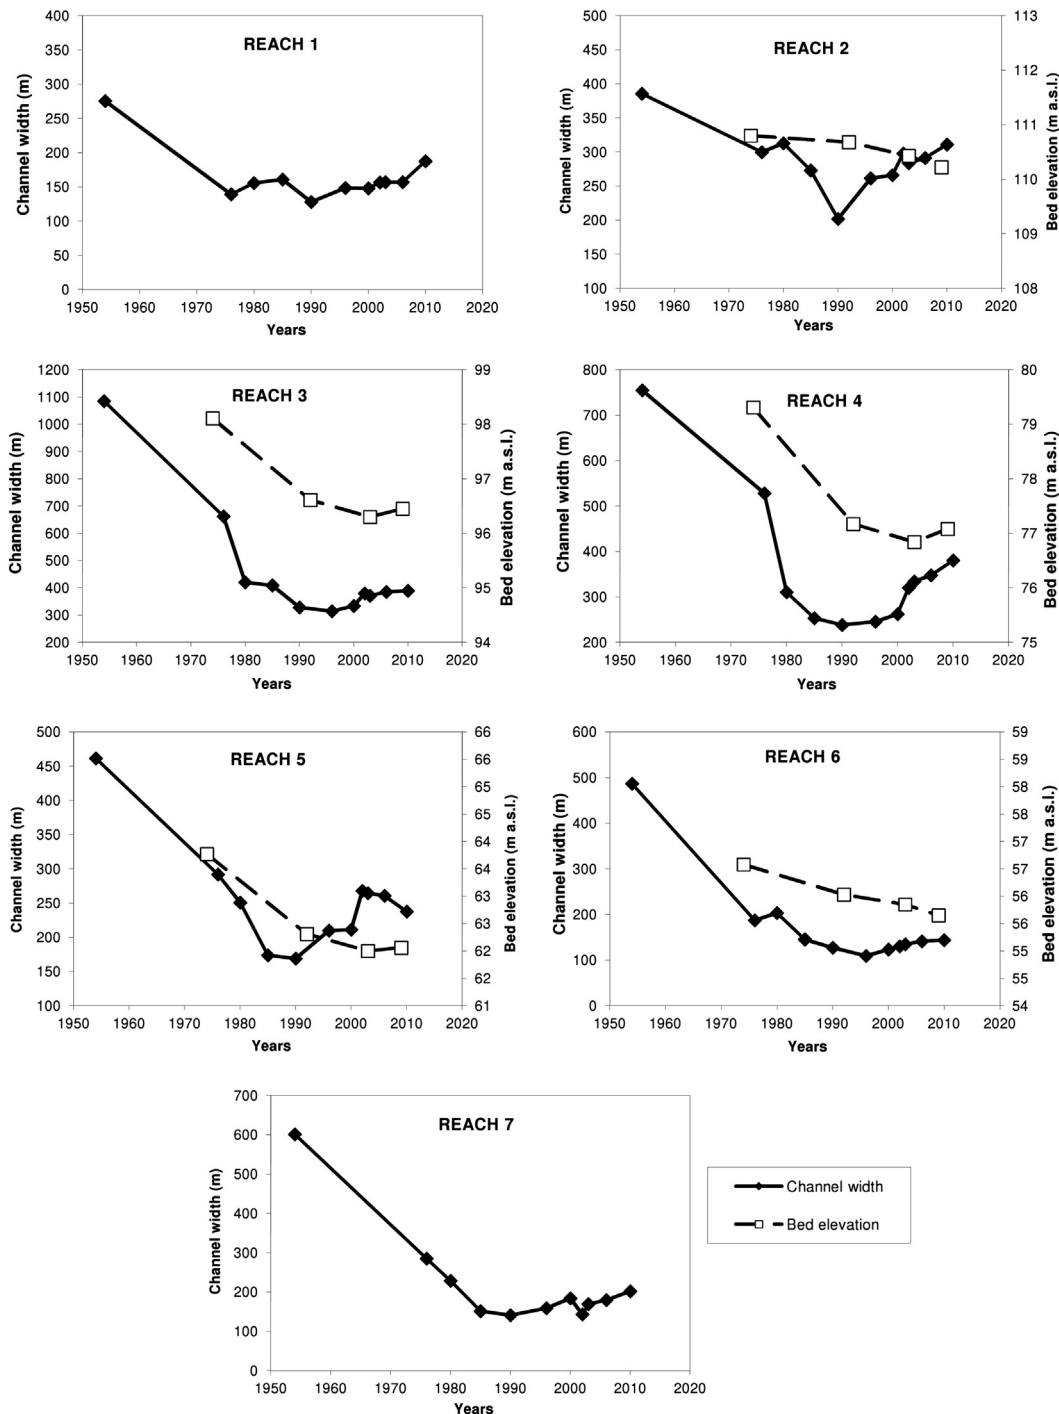 REACH 1
Channel width (m)
400
350
300
250
200
150
100
50
0
1950 1960 1970 1980 1990 2000 2010 2020
Years
REACH 2
Channel width (m)
500
450
400
350
300
250
200
150
100
Bed elevation (m a.s.l.)
113
112
111
110
109
108
1950 1960 1970 1980 1990 2000 2010 2020
Years
REACH 3
Channel width (m)
1200
1100
1000
900
800
700
600
500
400
300
200
Bed elevation (m a.s.l.)
99
98
97
96
95
94
1950 1960 1970 1980 1990 2000 2010 2020
Years
REACH 4
Channel width (m)
800
700
600
500
400
300
200
Bed elevation (m a.s.l.)
80
79
78
77
76
75
1950 1960 1970 1980 1990 2000 2010 2020
Years
REACH 5
Channel width (m)
500
450
400
350
300
250
200
150
100
Bed elevation (m a.s.l.)
66
66
65
65
64
64
63
63
62
62
61
1950 1960 1970 1980 1990 2000 2010 2020
Years
REACH 6
Channel width (m)
600
500
400
300
200
100
0
Bed elevation (m a.s.l.)
59
59
58
57
57
56
56
55
55
54
1950 1960 1970 1980 1990 2000 2010 2020
Years
REACH 7
Channel width (m)
700
600
500
400
300
200
100
0
1950 1960 1970 1980 1990 2000 2010 2020
Years
Channel width
Bed elevation